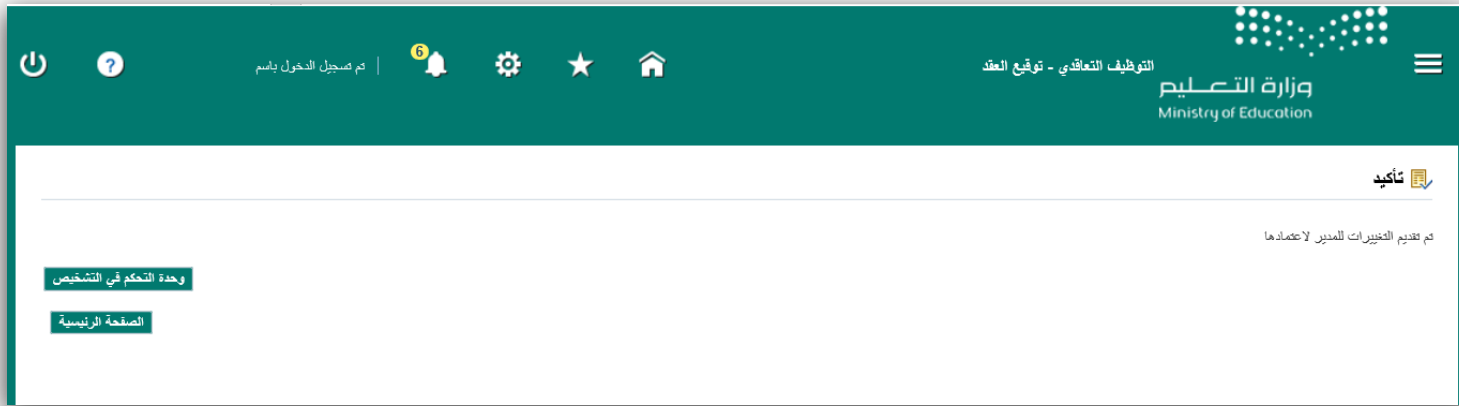 وزارة التعليم
Ministry of Education
التوظيف التعاقدي - توقيع العقد
6
تم تسجيل الدخول باسم
?
تأكيد
تم تقديم التغييرات للمدير لاعتمادها
وحدة التحكم في التشخيص
الصفحة الرئيسية